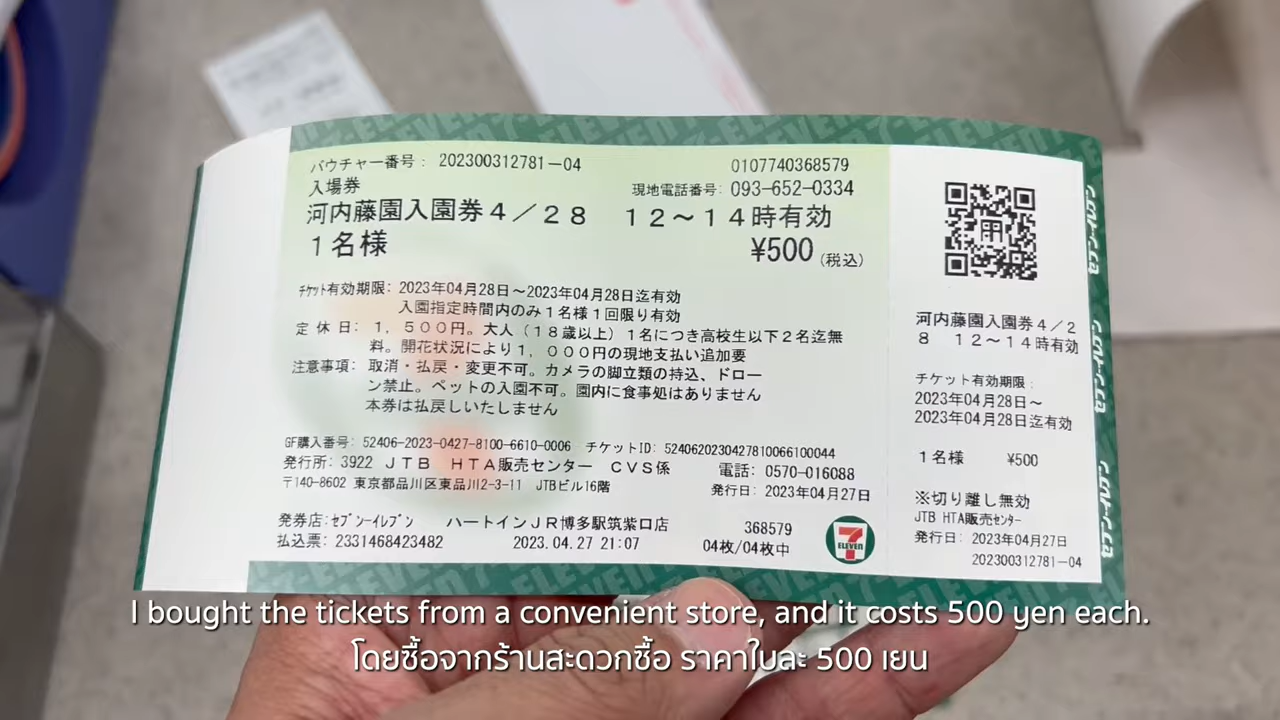 バウチャー番号: 202300312781-04 0107740368579
入場券 現地電話番号: 093-652-0334
河内藤園入園券4/28 12〜14時有効
1名様 ¥500 (税込)
チケット有効期限: 2023年04月28日〜2023年04月28日迄有効
入園指定時間内のみ1名様1回限り有効
定休日: 1,500円。大人(18歳以上)1名につき高校生以下2名迄無
料。開花状況により1,000円の現地支払い追加要
注意事項: 取消・払戻・変更不可。カメラの脚立類の持込、ドロー
ン禁止。ペットの入園不可。園内に食事処はありません
本券は払戻しいたしません
GF購入番号: 52406-2023-0427-8100-6610-0006 チケットID: 5240620230427810066100044
発行所: 3922 JTB HTA販売センター CVS係 電話: 0570-016088
〒140-8602 東京都品川区東品川2-3-11 JTBビル16階 発行日: 2023年04月27日
発券店:セブン-イレブン ハートインJR博多駅筑紫口店 368579
払込票: 2331468423482 2023.04.27 21:07 04枚/04枚中
7 ELEVEN
河内藤園入園券4/2
8 12〜14時有効
チケット有効期限:
2023年04月28日〜
2023年04月28日迄有効
1名様 ¥500
※切り離し無効
JTB HTA販売センター
発行日: 2023年04月27日
202300312781-04
セブン-イレブン
セブン-イレブン
セブン-イレブン
I bought the tickets from a convenient store, and it costs 500 yen each.
โดยซื้อจากร้านสะดวกซื้อ ราคาใบละ 500 เยน